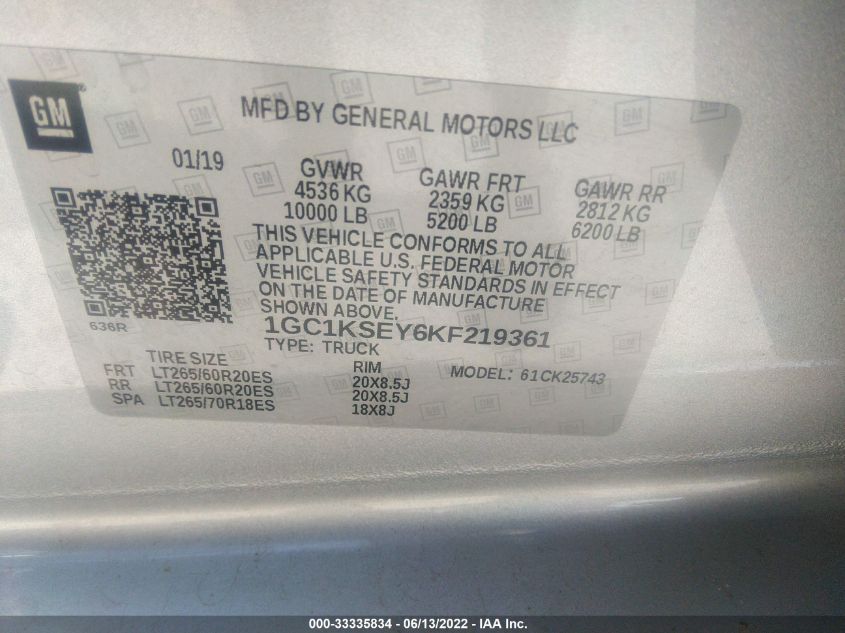 GM
MFD BY GENERAL MOTORS LLC
01/19
GVWR
4536 KG
10000 LB
GAWR FRT
2359 KG
5200 LB
GAWR RR
2812 KG
6200 LB
THIS VEHICLE CONFORMS TO ALL
APPLICABLE U.S. FEDERAL MOTOR
VEHICLE SAFETY STANDARDS IN EFFECT
ON THE DATE OF MANUFACTURE
SHOWN ABOVE.
636R
1GC1KSEY6KF219361
TYPE: TRUCK
MODEL: 61CK25743
TIRE SIZE RIM
FRT LT265/60R20ES 20X8.5J
RR LT265/60R20ES 20X8.5J
SPA LT265/70R18ES 18X8J
000-33335834 - 06/13/2022 - IAA Inc.